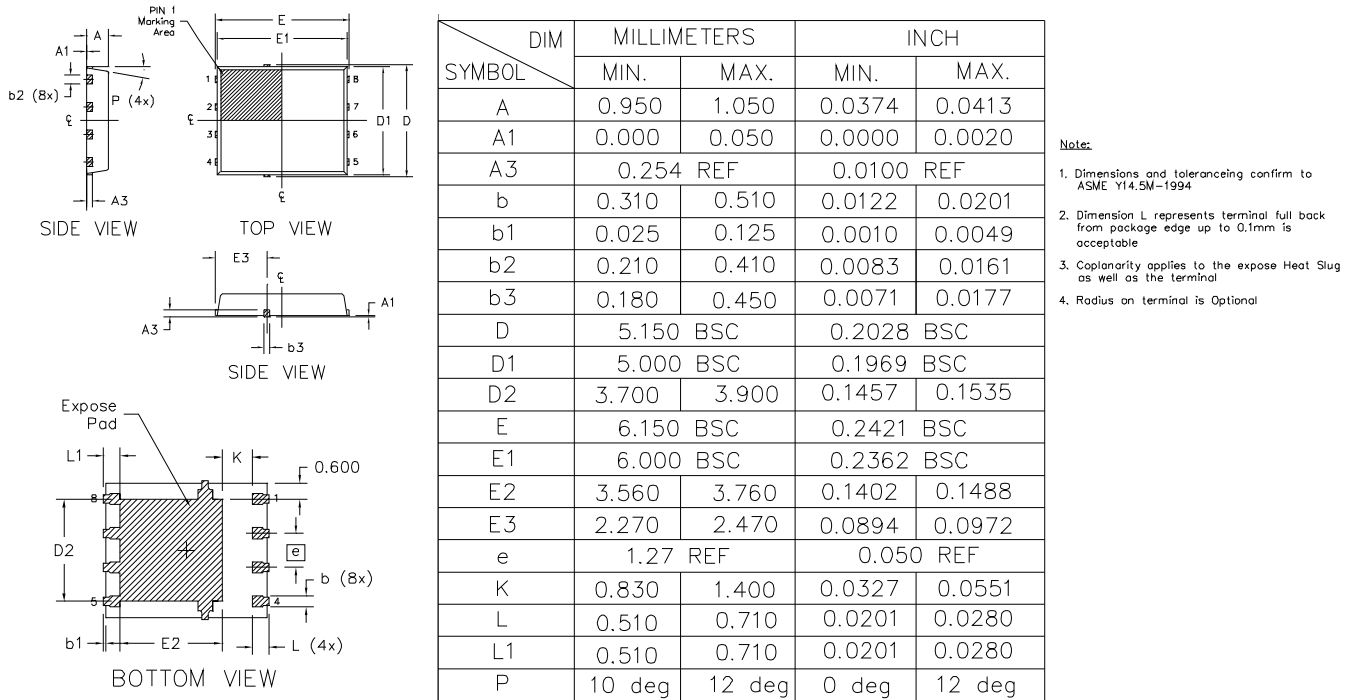 PIN 1
Marking
Area
A
A1
b2 (8x)
P (4x)
℄
A3
SIDE VIEW
E
E1
1
2
3
4
8
7
6
5
℄
℄
D1
D
TOP VIEW
E3
℄
A1
A3
b3
SIDE VIEW
Expose
Pad
L1
K
0.600
8
1
D2
e
b (8x)
5
4
b1
E2
L (4x)
BOTTOM VIEW
DIM MILLIMETERS INCH
SYMBOL MIN. MAX. MIN. MAX.
A 0.950 1.050 0.0374 0.0413
A1 0.000 0.050 0.0000 0.0020
A3 0.254 REF 0.0100 REF
b 0.310 0.510 0.0122 0.0201
b1 0.025 0.125 0.0010 0.0049
b2 0.210 0.410 0.0083 0.0161
b3 0.180 0.450 0.0071 0.0177
D 5.150 BSC 0.2028 BSC
D1 5.000 BSC 0.1969 BSC
D2 3.700 3.900 0.1457 0.1535
E 6.150 BSC 0.2421 BSC
E1 6.000 BSC 0.2362 BSC
E2 3.560 3.760 0.1402 0.1488
E3 2.270 2.470 0.0894 0.0972
e 1.27 REF 0.050 REF
K 0.830 1.400 0.0327 0.0551
L 0.510 0.710 0.0201 0.0280
L1 0.510 0.710 0.0201 0.0280
P 10 deg 12 deg 0 deg 12 deg
Note:
1. Dimensions and toleranceing confirm to
ASME Y14.5M-1994
2. Dimension L represents terminal full back
from package edge up to 0.1mm is
acceptable
3. Coplanarity applies to the expose Heat Slug
as well as the terminal
4. Radius on terminal is Optional